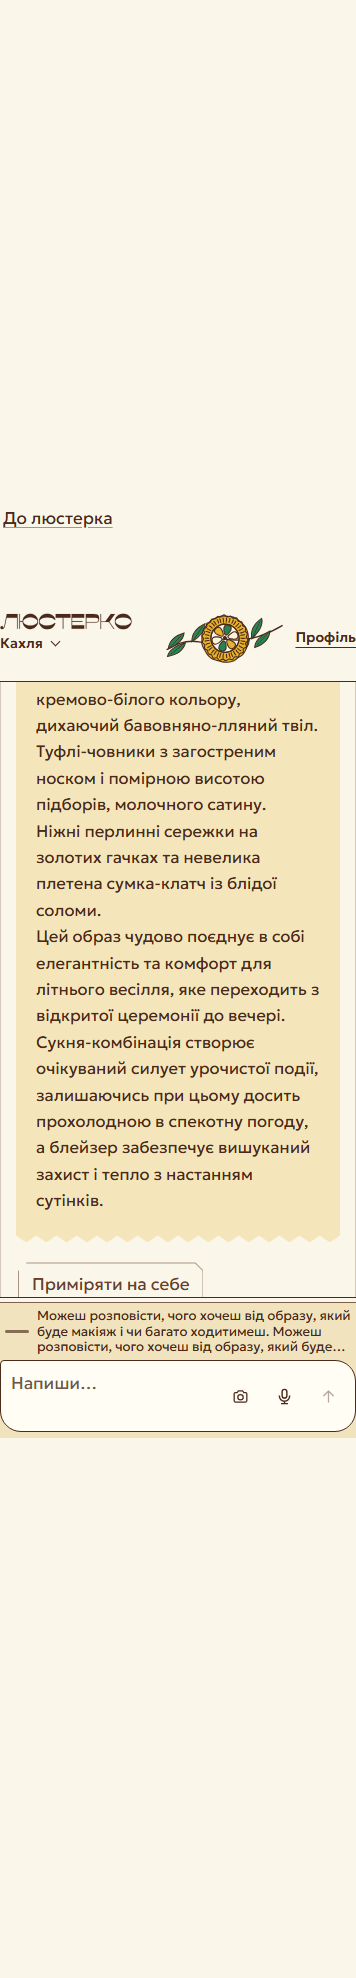 До люстерка
ЛЮСТЕРКО
Кахля
Профіль
кремово-білого кольору,
дихаючий бавовняно-лляний твіл.
Туфлі-човники з загостреним
носком і помірною висотою
підборів, молочного сатину.
Ніжні перлинні сережки на
золотих гачках та невелика
плетена сумка-клатч із блідої
соломи.
Цей образ чудово поєднує в собі
елегантність та комфорт для
літнього весілля, яке переходить з
відкритої церемонії до вечері.
Сукня-комбінація створює
очікуваний силует урочистої події,
залишаючись при цьому досить
прохолодною в спекотну погоду,
а блейзер забезпечує вишуканий
захист і тепло з настанням
сутінків.
Приміряти на себе
Можеш розповісти, чого хочеш від образу, який
буде макіяж і чи багато ходитимеш. Можеш
розповісти, чого хочеш від образу, який буде...
Напиши...